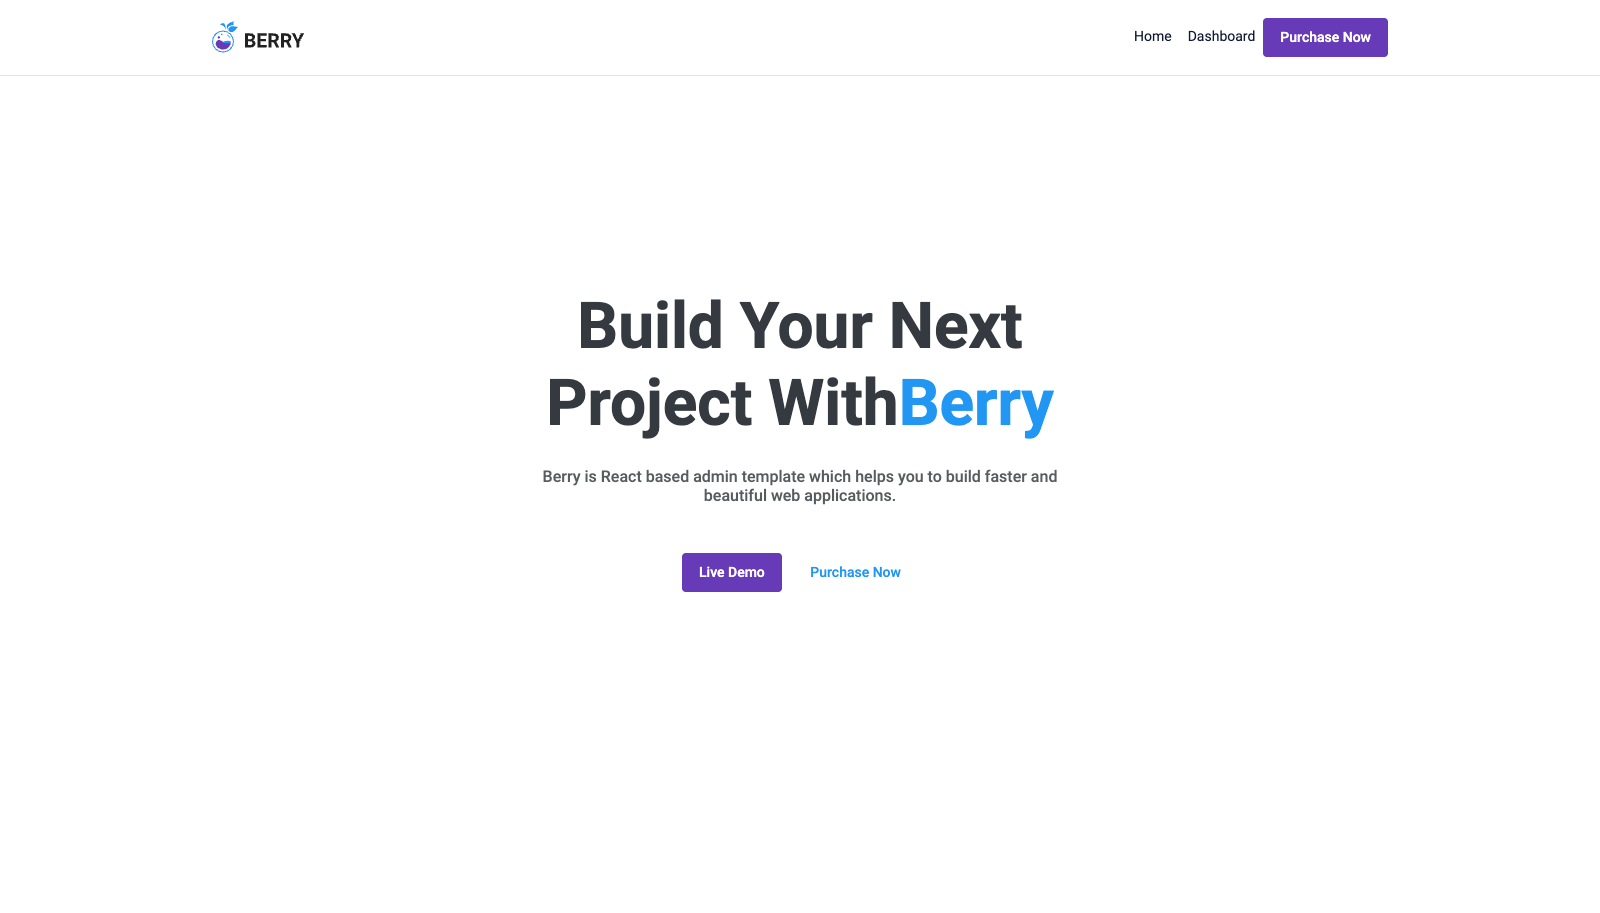 BERRY
Home Dashboard Purchase Now
Build Your Next
Project WithBerry
Berry is React based admin template which helps you to build faster and
beautiful web applications.
Live Demo Purchase Now